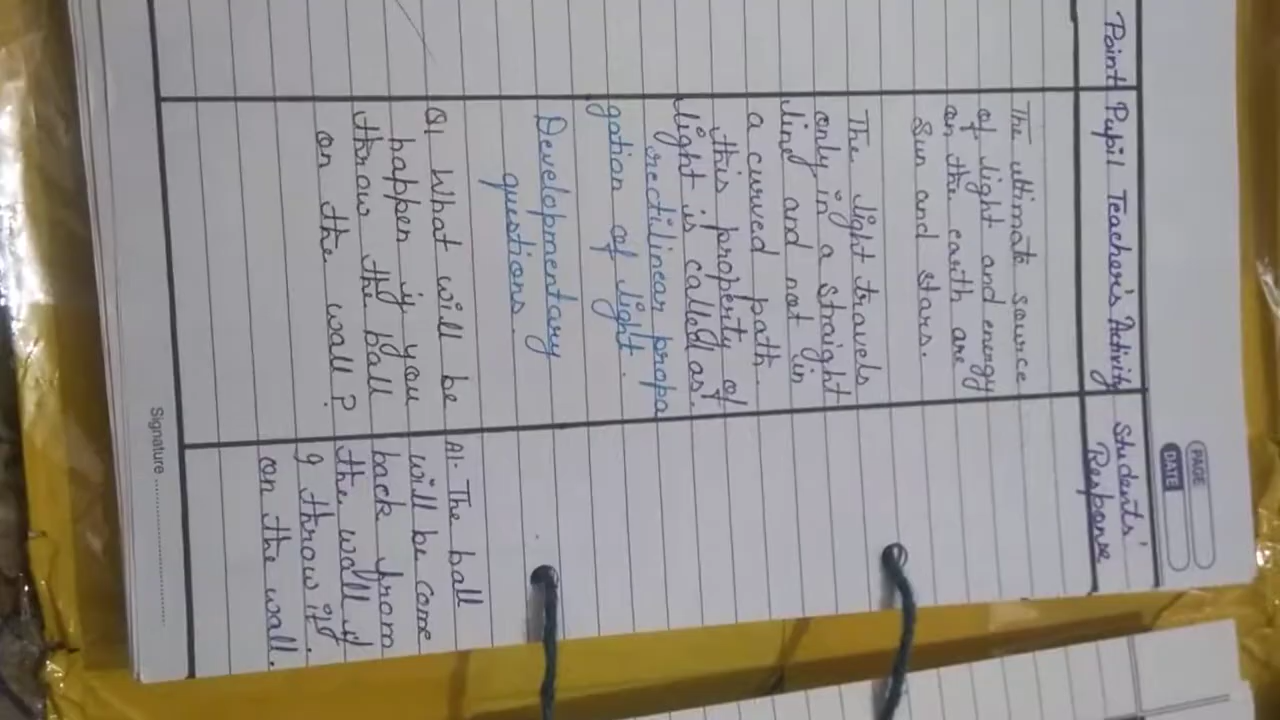 PAGE
DATE
Point
Pupil Teacher's Activity
Students'
Response
The ultimate source
of light and energy
on the earth are
Sun and stars.
The light travels
only in a straight
line and not in
a curved path.
this property of
light is called as
rectilinear propa
gation of light.
Developmentary
questions.
Q1 What will be
happen if you
throw the ball
on the wall?
A1- The ball
will be come
back from
the wall if
I throw it
on the wall.
Signature